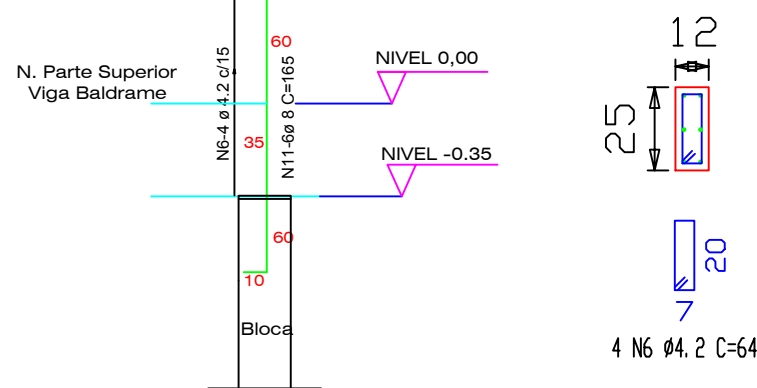 N. Parte Superior
Viga Baldrame
N6-4 ø 4.2 c/15
60
35
N11-6ø 8 C=165
60
10
Bloca
NIVEL 0,00
NIVEL -0.35
12
25
20
7
4 N6 Ø4.2 C=64